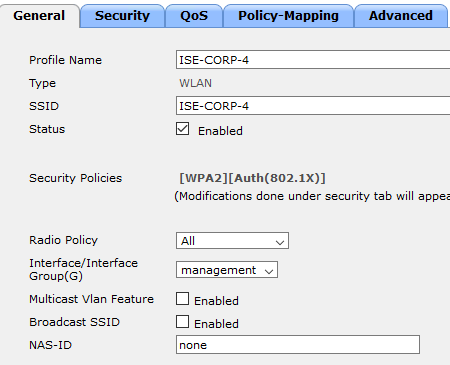 General Security QoS Policy-Mapping Advanced
Profile Name ISE-CORP-4
Type WLAN
SSID ISE-CORP-4
Status Enabled
Security Policies [WPA2][Auth(802.1X)]
(Modifications done under security tab will appea
Radio Policy All
Interface/Interface
Group(G) management
Multicast Vlan Feature Enabled
Broadcast SSID Enabled
NAS-ID none